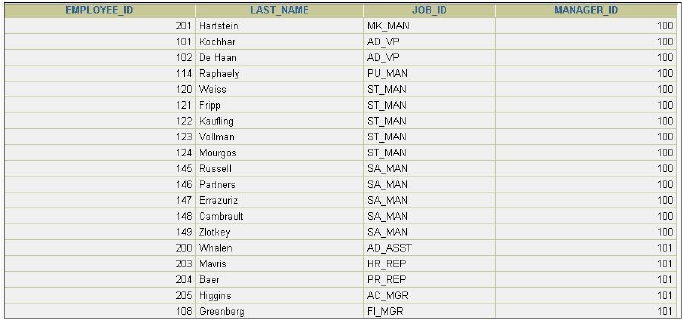 EMPLOYEE_ID LAST_NAME JOB_ID MANAGER_ID
201 Hartstein MK_MAN 100
101 Kochhar AD_VP 100
102 De Haan AD_VP 100
114 Raphaely PU_MAN 100
120 Weiss ST_MAN 100
121 Fripp ST_MAN 100
122 Kaufling ST_MAN 100
123 Vollman ST_MAN 100
124 Mourgos ST_MAN 100
145 Russell SA_MAN 100
146 Partners SA_MAN 100
147 Errazuriz SA_MAN 100
148 Cambrault SA_MAN 100
149 Zlotkey SA_MAN 100
200 Whalen AD_ASST 101
203 Mavris HR_REP 101
204 Baer PR_REP 101
205 Higgins AC_MGR 101
108 Greenberg FI_MGR 101